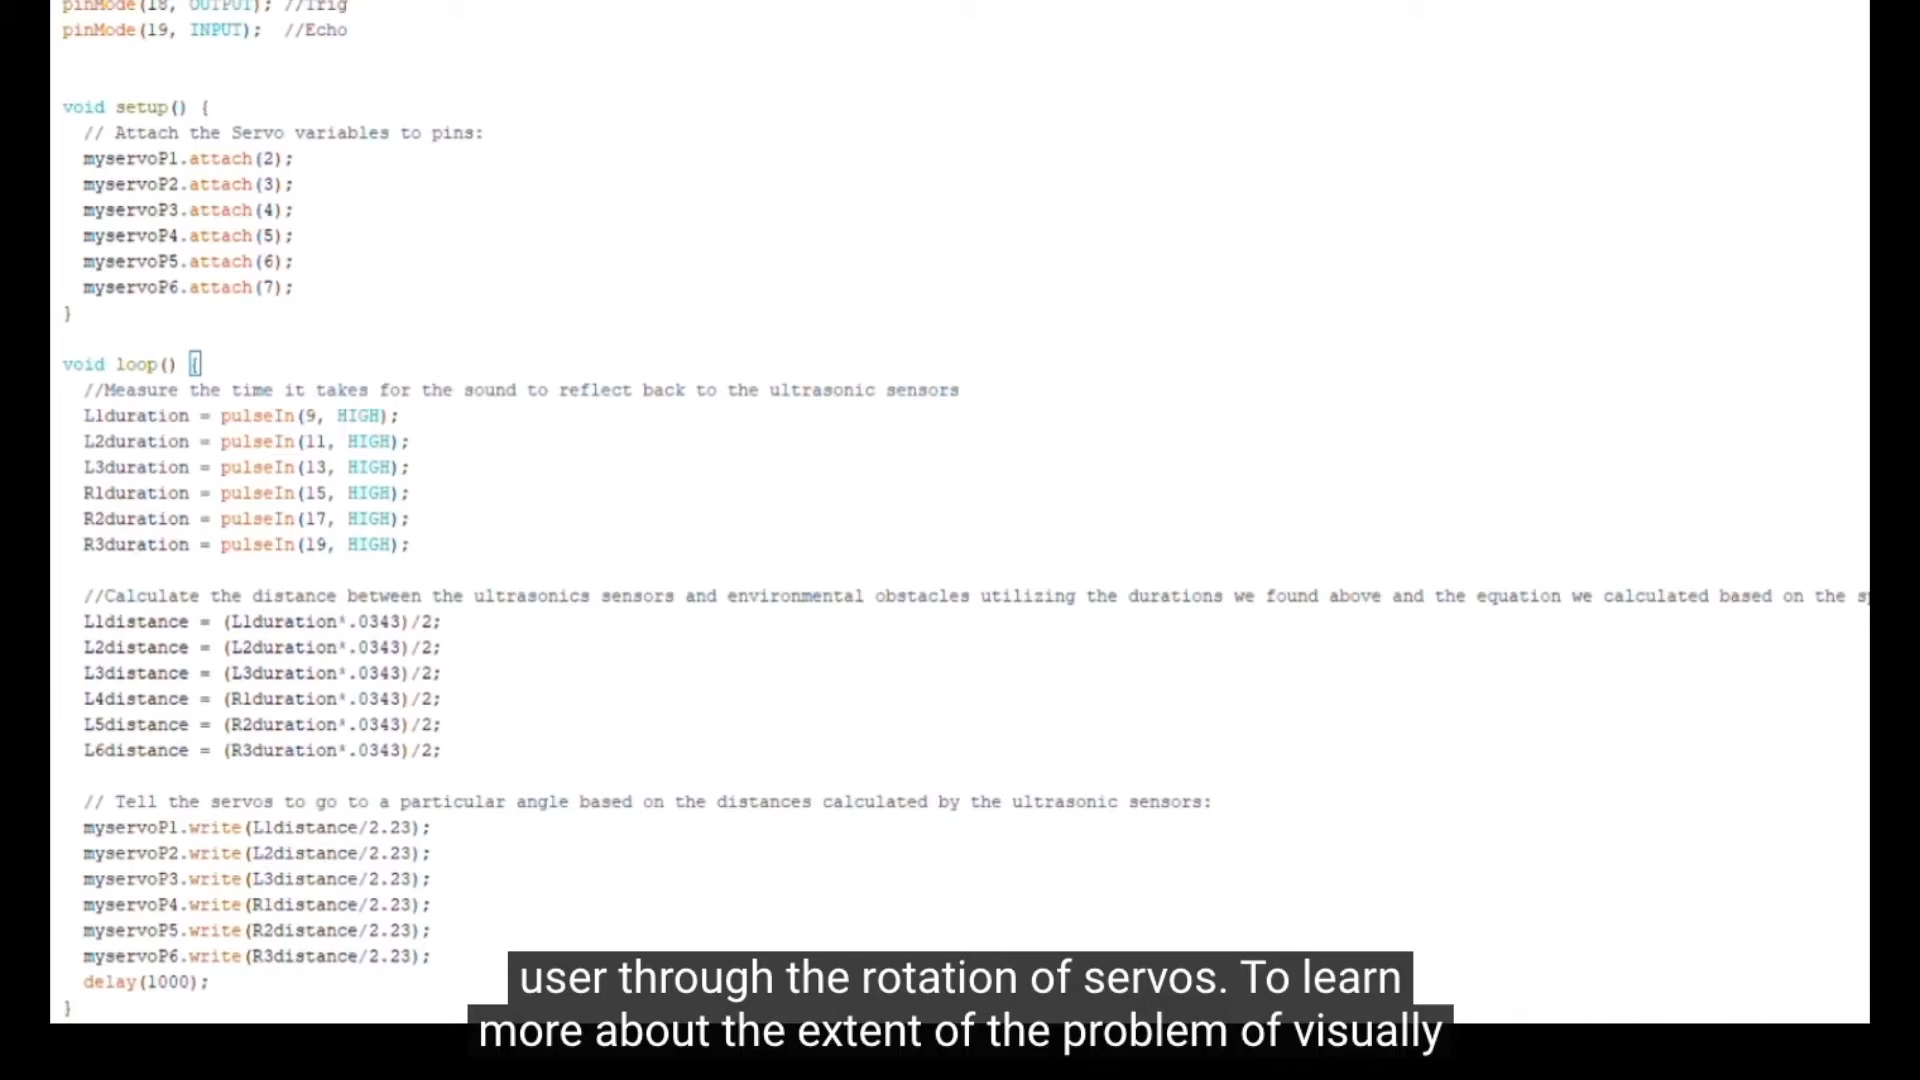 pinMode(18, OUTPUT); //Trig
pinMode(19, INPUT);  //Echo
void setup() {
  // Attach the Servo variables to pins:
  myservoP1.attach(2);
  myservoP2.attach(3);
  myservoP3.attach(4);
  myservoP4.attach(5);
  myservoP5.attach(6);
  myservoP6.attach(7);
}
void loop() {
  //Measure the time it takes for the sound to reflect back to the ultrasonic sensors
  L1duration = pulseIn(9, HIGH);
  L2duration = pulseIn(11, HIGH);
  L3duration = pulseIn(13, HIGH);
  R1duration = pulseIn(15, HIGH);
  R2duration = pulseIn(17, HIGH);
  R3duration = pulseIn(19, HIGH);
  //Calculate the distance between the ultrasonics sensors and environmental obstacles utilizing the durations we found above and the equation we calculated based on the
  L1distance = (L1duration*.0343)/2;
  L2distance = (L2duration*.0343)/2;
  L3distance = (L3duration*.0343)/2;
  L4distance = (R1duration*.0343)/2;
  L5distance = (R2duration*.0343)/2;
  L6distance = (R3duration*.0343)/2;
  // Tell the servos to go to a particular angle based on the distances calculated by the ultrasonic sensors:
  myservoP1.write(L1distance/2.23);
  myservoP2.write(L2distance/2.23);
  myservoP3.write(L3distance/2.23);
  myservoP4.write(R1distance/2.23);
  myservoP5.write(R2distance/2.23);
  myservoP6.write(R3distance/2.23);
  delay(1000);
}
user through the rotation of servos. To learn
more about the extent of the problem of visually